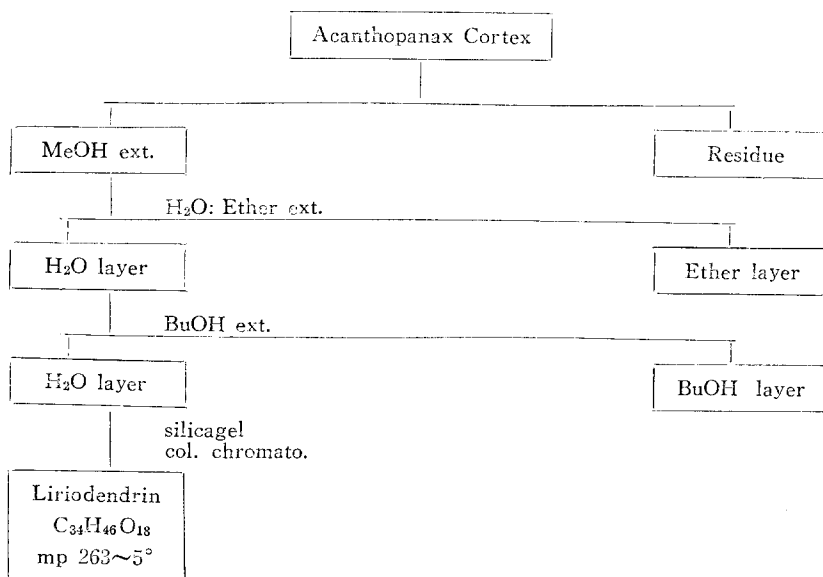 Acanthopanax Cortex
MeOH ext.
Residue
H₂O: Ether ext.
H₂O layer
Ether layer
BuOH ext.
H₂O layer
BuOH layer
silicagel
col. chromato.
Liriodendrin
C₃₄H₄₆O₁₈
mp 263~5°